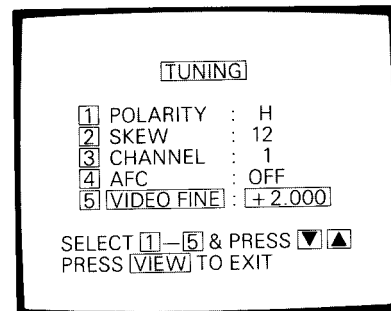 TUNING
1 POLARITY : H
2 SKEW : 12
3 CHANNEL : 1
4 AFC : OFF
5 VIDEO FINE : +2.000
SELECT 1—5 & PRESS ▼ ▲
PRESS VIEW TO EXIT